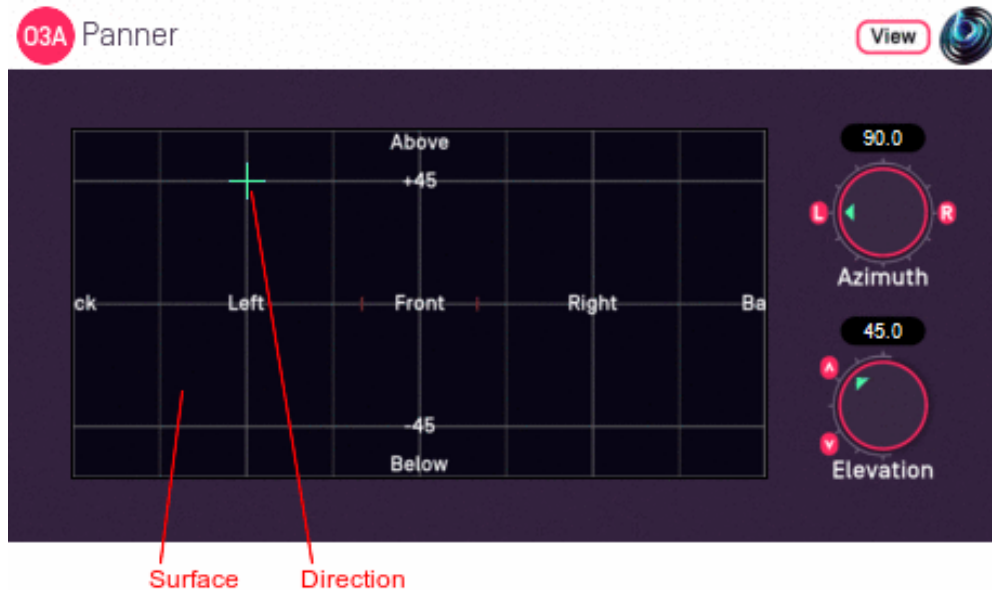 O3A Panner View
Above
+45
ck Left Front Right Ba
-45
Below
90.0
L R
Azimuth
45.0
Elevation
Surface Direction